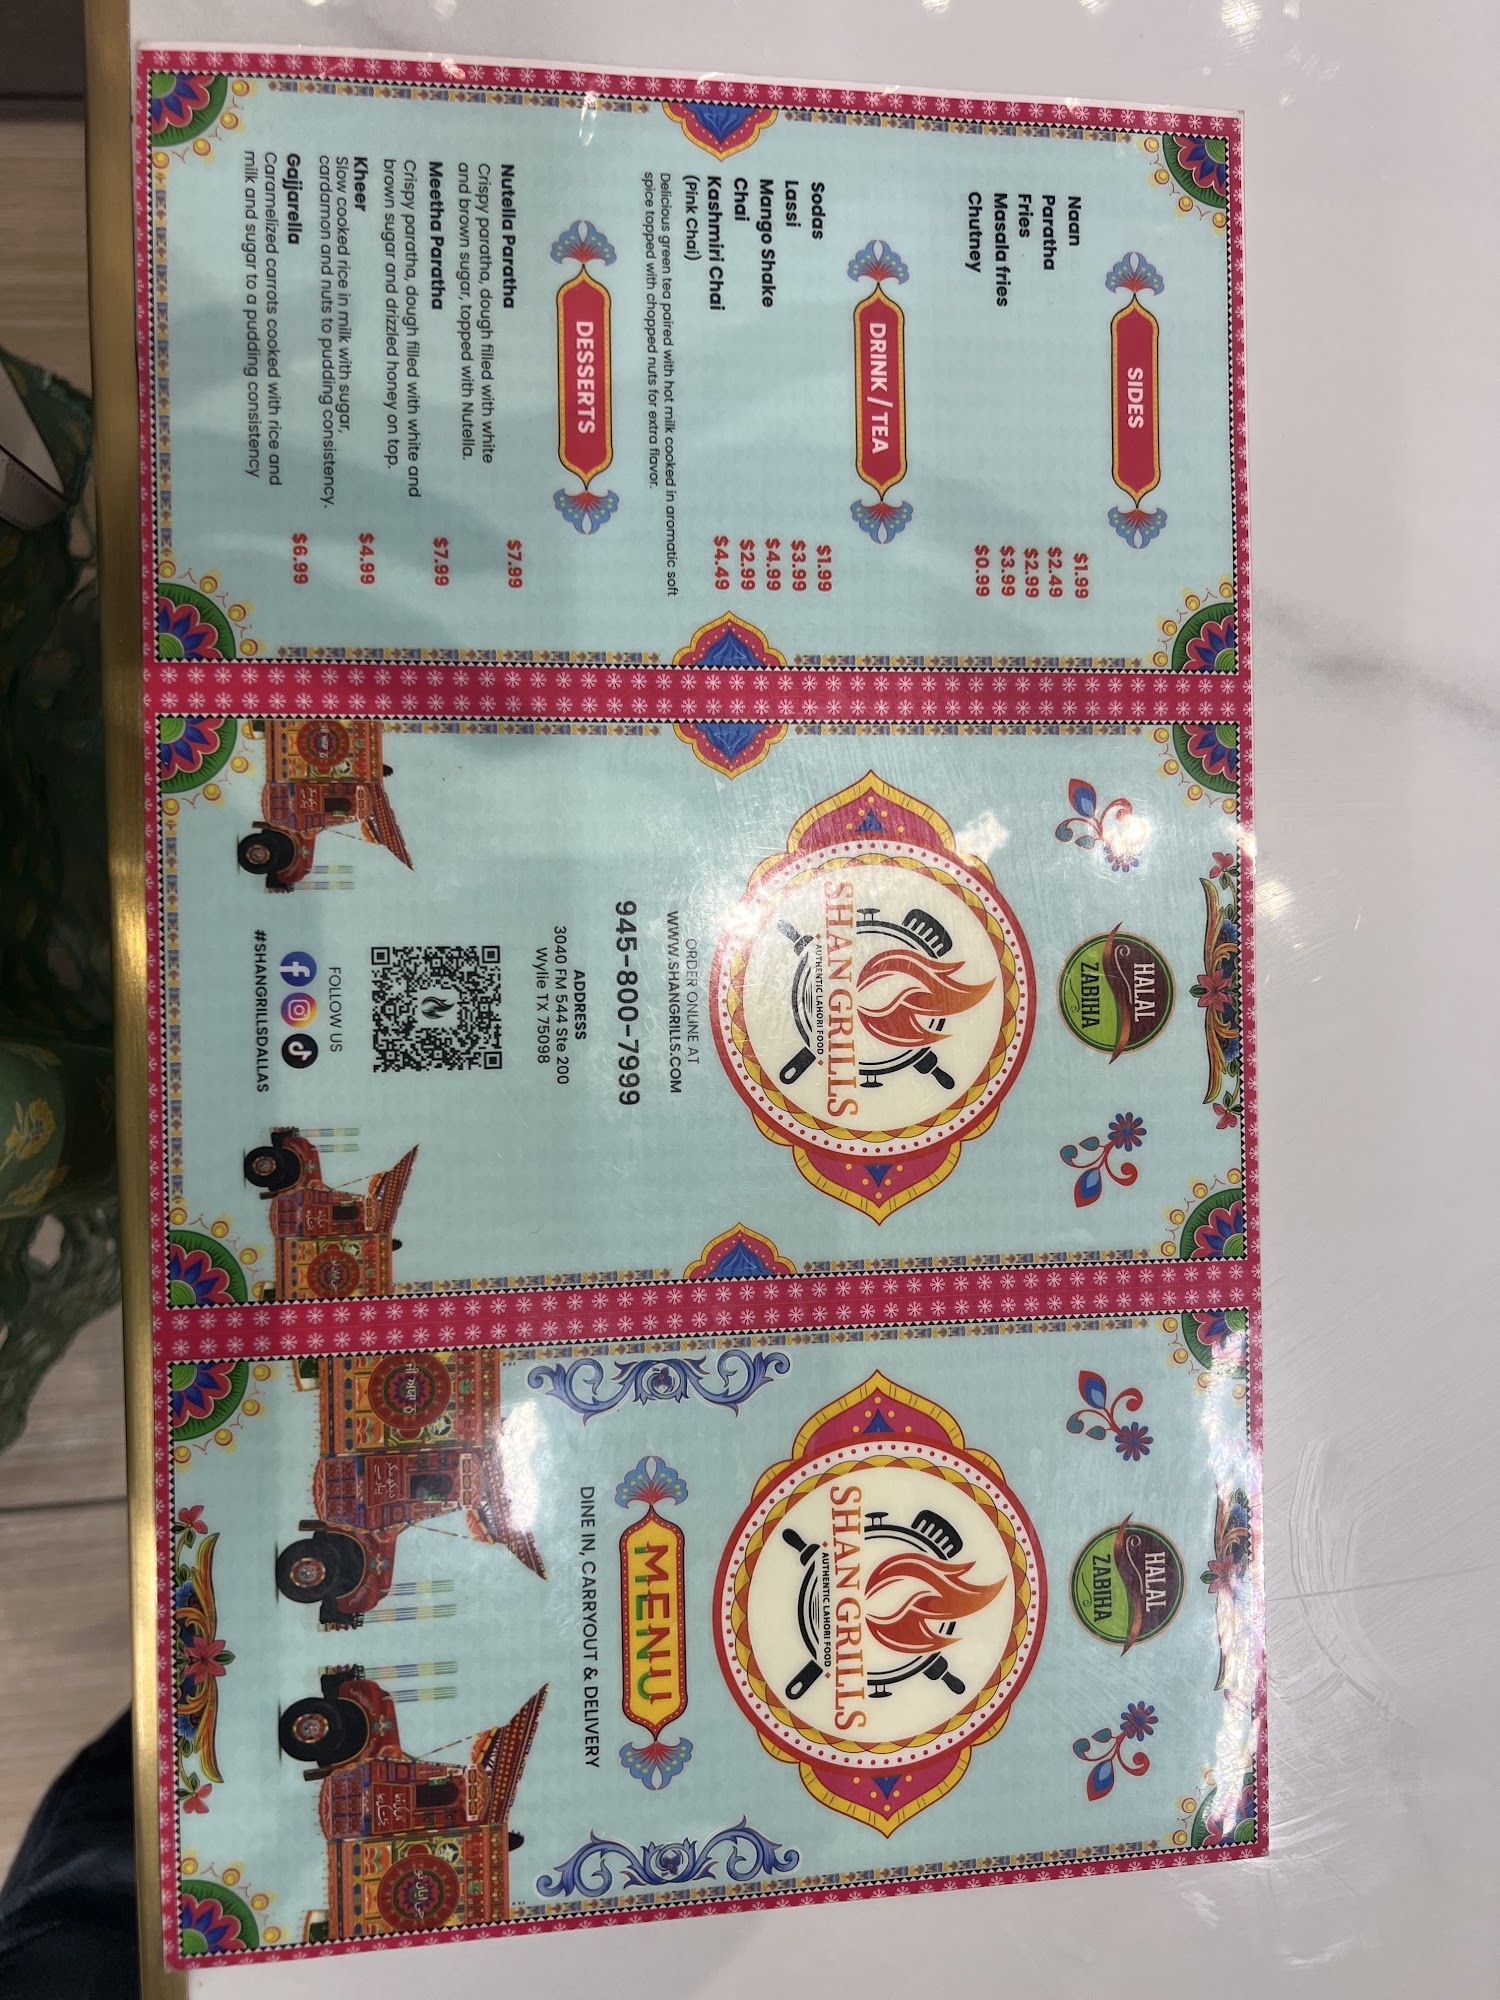 SIDES
Naan $1.99
Paratha $2.49
Fries $2.99
Masala fries $3.99
Chutney $0.99
DRINK / TEA
Sodas $1.99
Lassi $3.99
Mango Shake $4.99
Chai $2.99
Kashmiri Chai $4.49
(Pink Chai)
Delicious green tea paired with hot milk cooked in aromatic soft
spice topped with chopped nuts for extra flavor.
DESSERTS
Nutella Paratha $7.99
Crispy paratha, dough filled with white
and brown sugar, topped with Nutella.
Meetha Paratha $7.99
Crispy paratha, dough filled with white and
brown sugar and drizzled honey on top.
Kheer $4.99
Slow cooked rice in milk with sugar,
cardamon and nuts to pudding consistency.
Gajjarella $6.99
Caramelized carrots cooked with rice and
milk and sugar to a pudding consistency
HALAL
ZABIHA
SHANGRILLS
AUTHENTIC LAHORI FOOD
ORDER ONLINE AT
WWW.SHANGRILLS.COM
945-800-7999
ADDRESS
3040 FM 544 Ste 200
Wylie TX 75098
FOLLOW US
#SHANGRILLSDALLAS
HALAL
ZABIHA
SHANGRILLS
AUTHENTIC LAHORI FOOD
MENU
DINE IN, CARRYOUT & DELIVERY